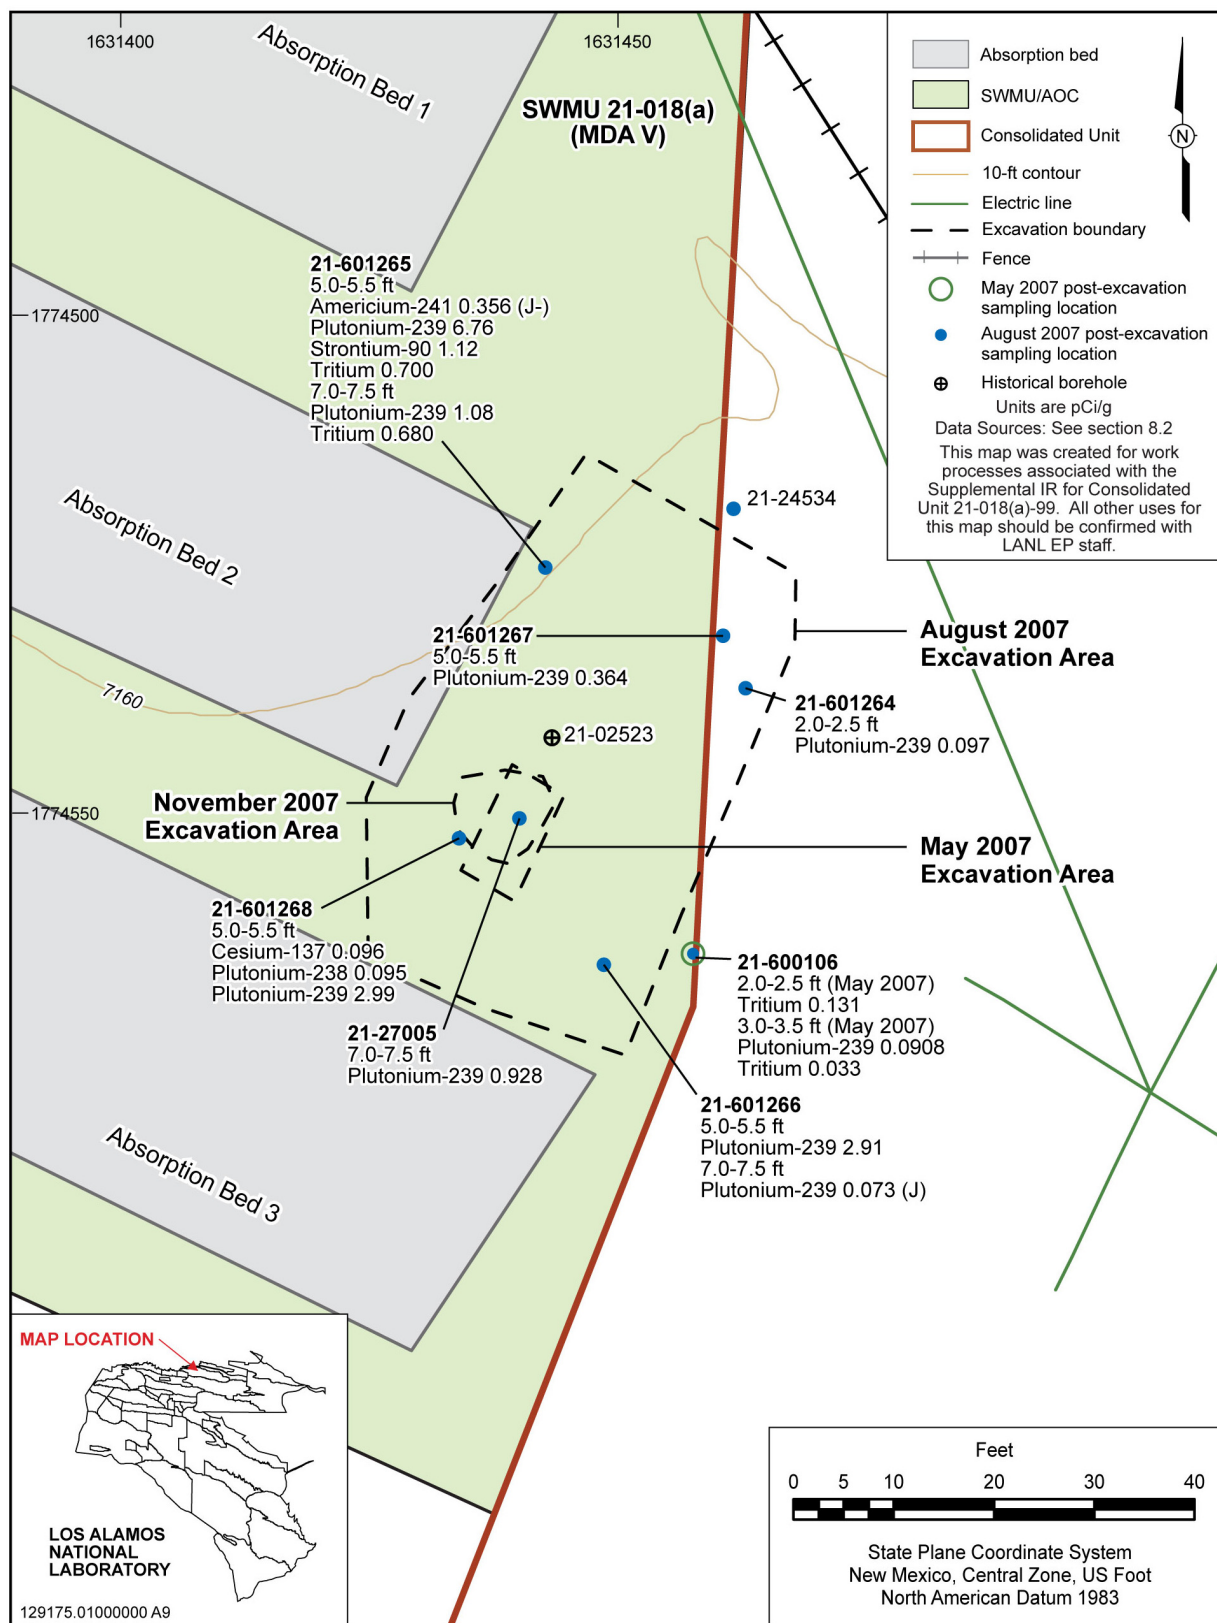 1631400
1631450
Absorption Bed 1
SWMU 21-018(a)
(MDA V)
Absorption bed
SWMU/AOC
Consolidated Unit
10-ft contour
Electric line
Excavation boundary
Fence
May 2007 post-excavation
sampling location
August 2007 post-excavation
sampling location
Historical borehole
Units are pCi/g
Data Sources: See section 8.2
This map was created for work
processes associated with the
Supplemental IR for Consolidated
Unit 21-018(a)-99. All other uses for
this map should be confirmed with
LANL EP staff.
N
21-601265
5.0-5.5 ft
Americium-241 0.356 (J-)
Plutonium-239 6.76
Strontium-90 1.12
Tritium 0.700
7.0-7.5 ft
Plutonium-239 1.08
Tritium 0.680
1774500
21-24534
Absorption Bed 2
21-601267
5.0-5.5 ft
Plutonium-239 0.364
August 2007
Excavation Area
7160
21-601264
2.0-2.5 ft
Plutonium-239 0.097
21-02523
November 2007
Excavation Area
1774550
May 2007
Excavation Area
21-601268
5.0-5.5 ft
Cesium-137 0.096
Plutonium-238 0.095
Plutonium-239 2.99
21-27005
7.0-7.5 ft
Plutonium-239 0.928
21-600106
2.0-2.5 ft (May 2007)
Tritium 0.131
3.0-3.5 ft (May 2007)
Plutonium-239 0.0908
Tritium 0.033
21-601266
5.0-5.5 ft
Plutonium-239 2.91
7.0-7.5 ft
Plutonium-239 0.073 (J)
Absorption Bed 3
MAP LOCATION
LOS ALAMOS
NATIONAL
LABORATORY
129175.01000000 A9
Feet
0 5 10 20 30 40
State Plane Coordinate System
New Mexico, Central Zone, US Foot
North American Datum 1983